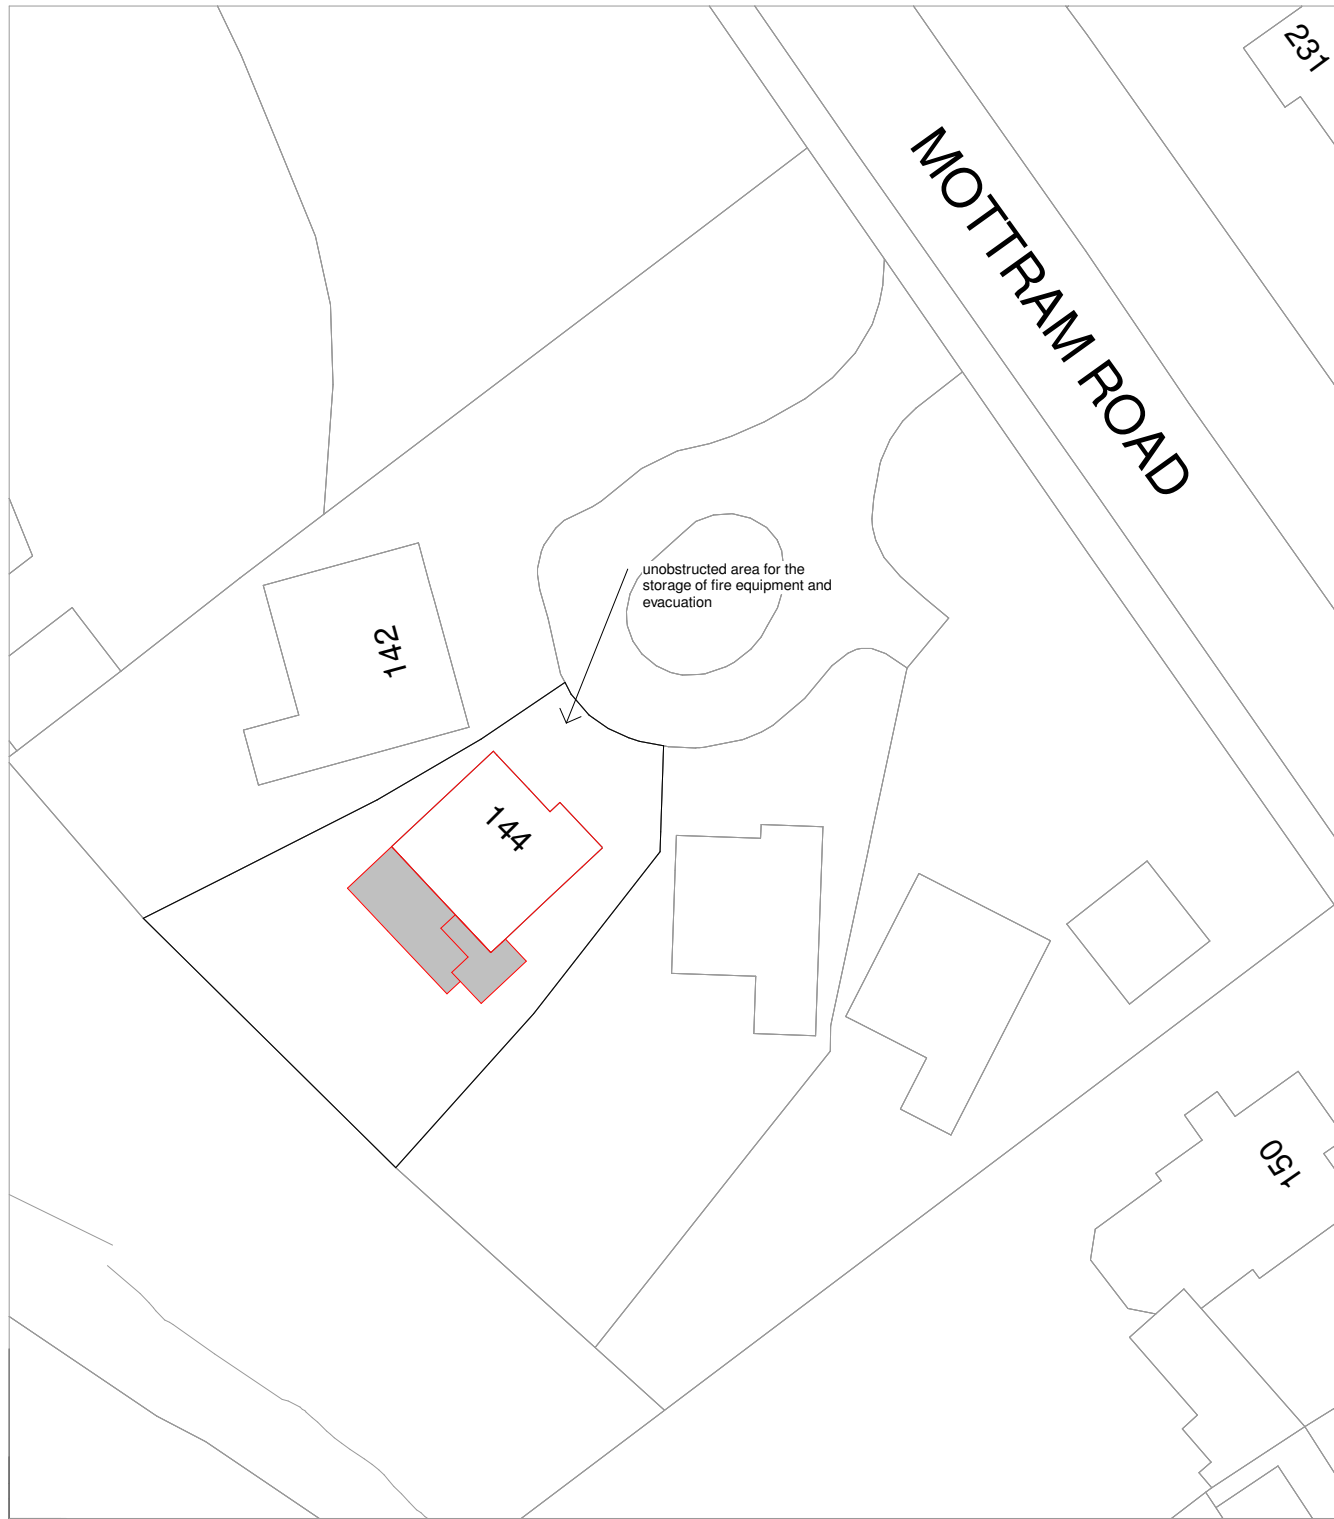 231
MOTTRAM ROAD
unobstructed area for the
storage of fire equipment and
evacuation
142
144
150